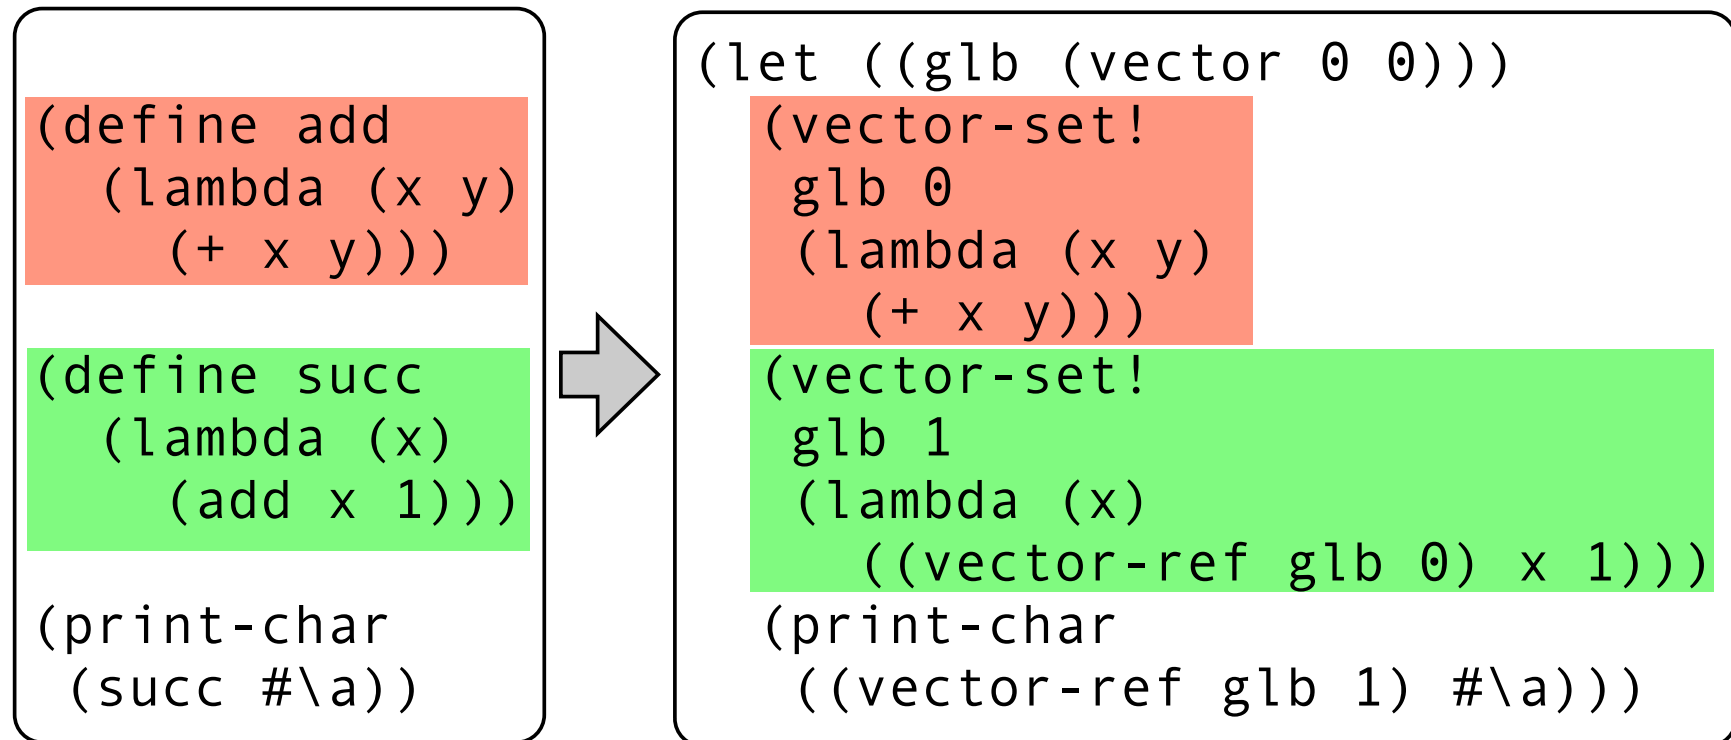 (define add
  (lambda (x y)
    (+ x y)))
(define succ
  (lambda (x)
    (add x 1)))
(print-char
 (succ #\a))
(let ((glb (vector 0 0)))
  (vector-set!
   glb 0
   (lambda (x y)
     (+ x y)))
  (vector-set!
   glb 1
   (lambda (x)
     ((vector-ref glb 0) x 1)))
  (print-char
   ((vector-ref glb 1) #\a)))